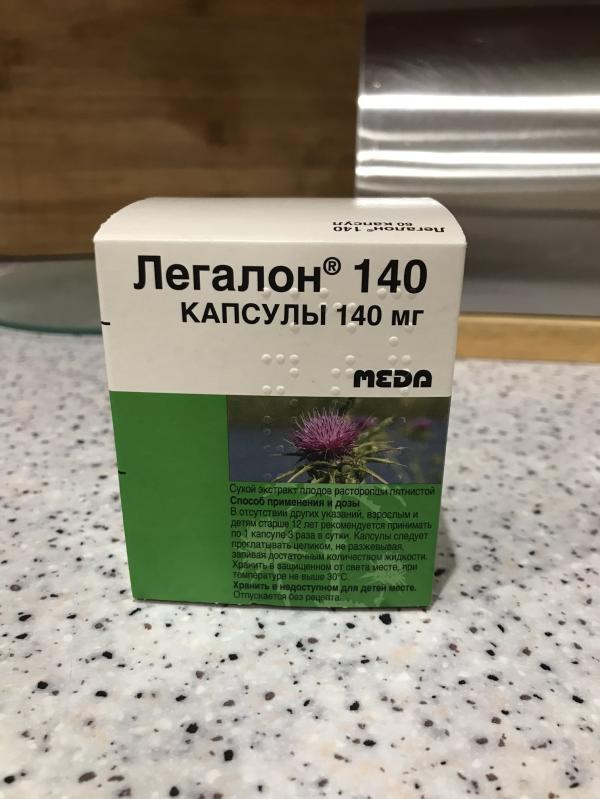 Легалон® 140
60 капсул
Легалон® 140
КАПСУЛЫ 140 мг
MEDA
Сухой экстракт плодов расторопши пятнистой
Способ применения и дозы
В отсутствии других указаний, взрослым и
детям старше 12 лет рекомендуется принимать
по 1 капсуле 3 раза в сутки. Капсулы следует
проглатывать целиком, не разжевывая,
запивая достаточным количеством жидкости.
Хранить в защищенном от света месте, при
температуре не выше 30°C.
Хранить в недоступном для детей месте.
Отпускается без рецепта